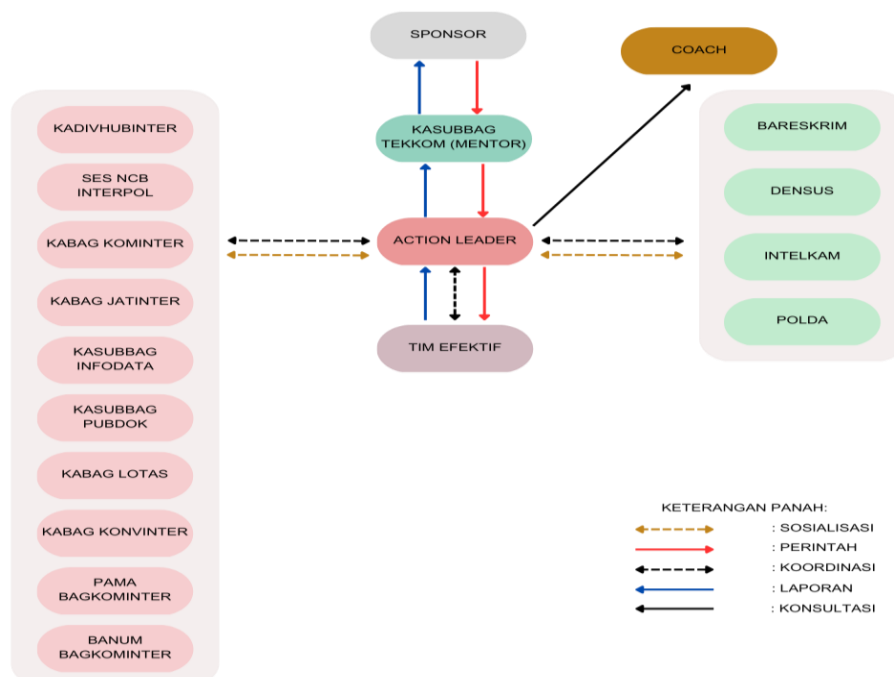 SPONSOR
COACH
KASUBBAG
TEKKOM (MENTOR)
ACTION LEADER
TIM EFEKTIF
KADIVHUBINTER
SES NCB
INTERPOL
KABAG KOMINTER
KABAG JATINTER
KASUBBAG
INFODATA
KASUBBAG
PUBDOK
KABAG LOTAS
KABAG KONVINTER
PAMA
BAGKOMINTER
BANUM
BAGKOMINTER
BARESKRIM
DENSUS
INTELKAM
POLDA
KETERANGAN PANAH:
: SOSIALISASI
: PERINTAH
: KOORDINASI
: LAPORAN
: KONSULTASI